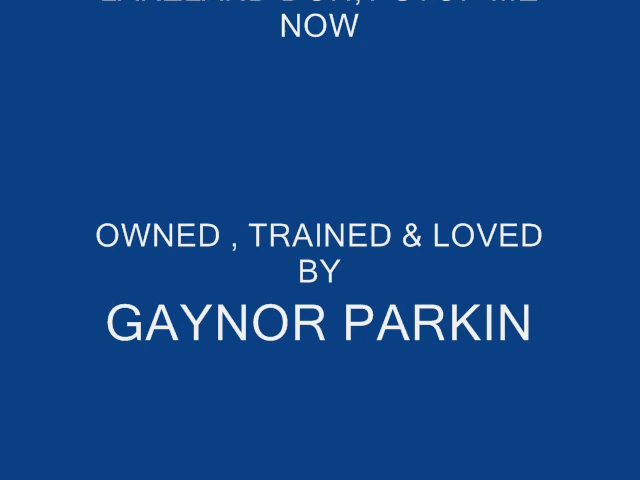 NOW
OWNED , TRAINED & LOVED
BY
GAYNOR PARKIN